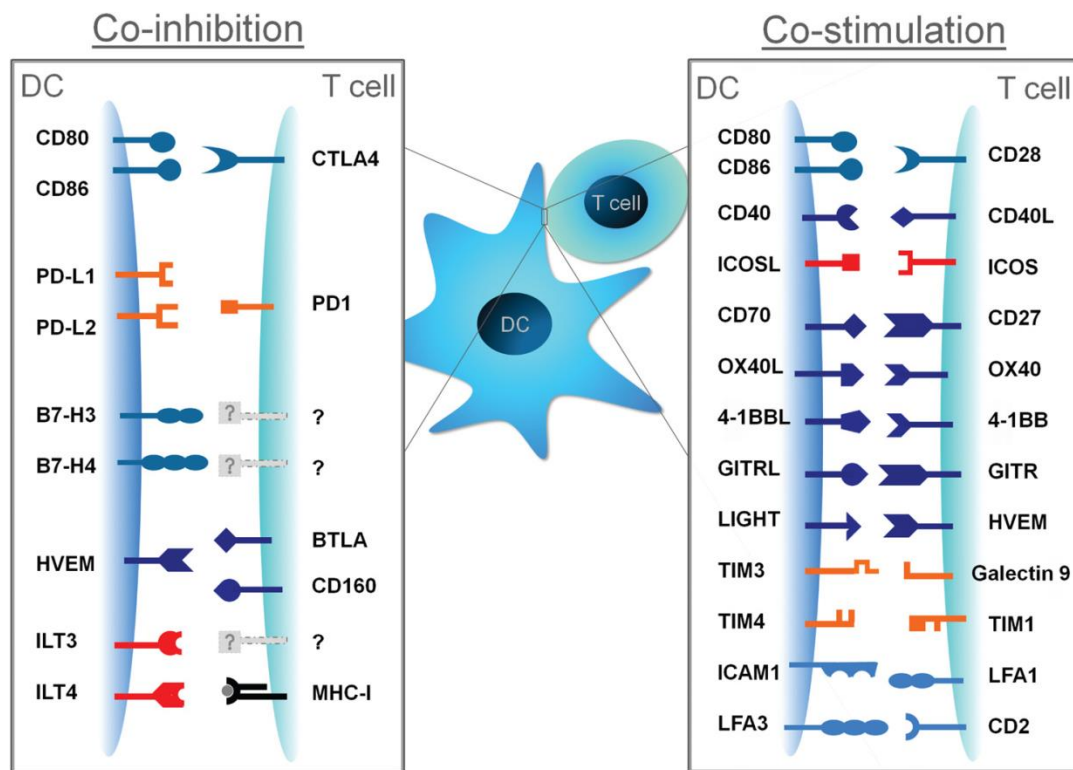 Co-inhibition
DC T cell
CD80
CD86
CTLA4
PD-L1
PD-L2
PD1
B7-H3
?
?
B7-H4
?
?
HVEM
BTLA
CD160
ILT3
?
?
ILT4
MHC-I
T cell
DC
Co-stimulation
DC T cell
CD80
CD86
CD28
CD40
CD40L
ICOSL
ICOS
CD70
CD27
OX40L
OX40
4-1BBL
4-1BB
GITRL
GITR
LIGHT
HVEM
TIM3
Galectin 9
TIM4
TIM1
ICAM1
LFA1
LFA3
CD2